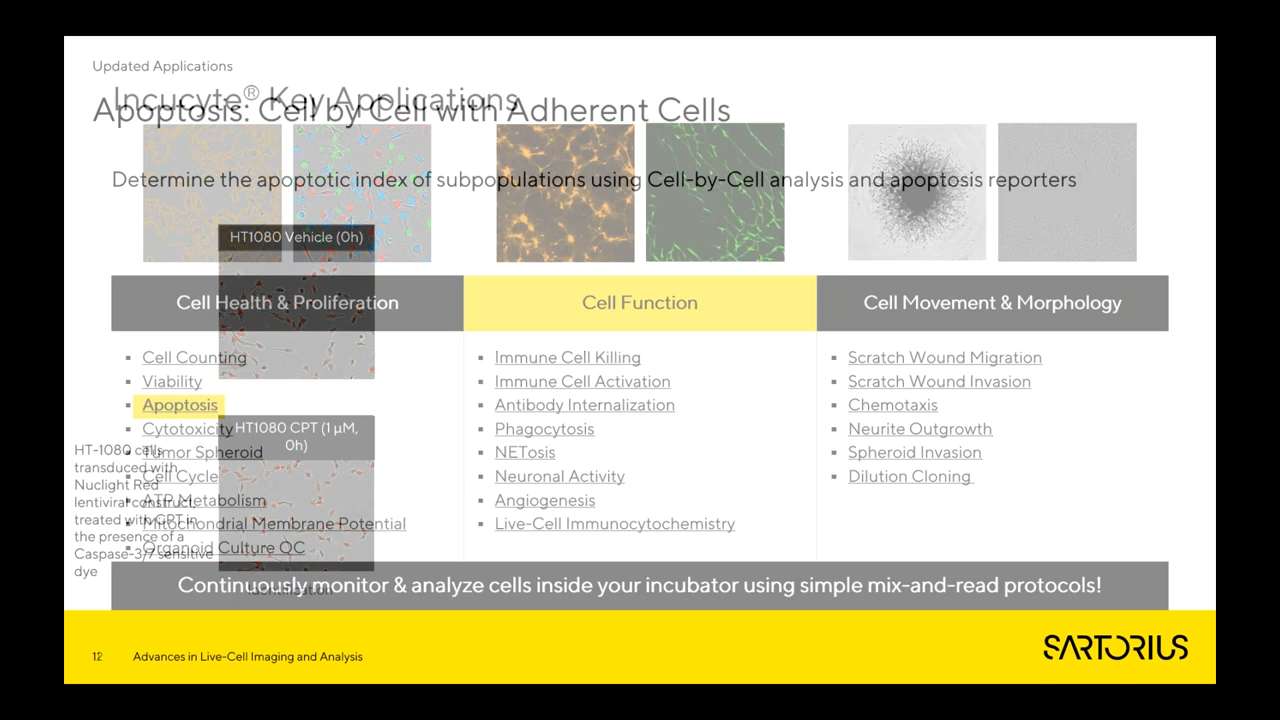 Updated Applications
Incucyte® Key Applications
Apoptosis: Cell by Cell with Adherent Cells
Determine the apoptotic index of subpopulations using Cell-by-Cell analysis and apoptosis reporters
HT1080 Vehicle (0h)
Cell Health & Proliferation
Cell Function
Cell Movement & Morphology
▪ Cell Counting
▪ Viability
▪ Apoptosis
▪ Cytotoxicity
▪ Tumor Spheroid
▪ Cell Cycle
▪ ATP Metabolism
▪ Mitochondrial Membrane Potential
▪ Organoid Culture QC
▪ Immune Cell Killing
▪ Immune Cell Activation
▪ Antibody Internalization
▪ Phagocytosis
▪ NETosis
▪ Neuronal Activity
▪ Angiogenesis
▪ Live-Cell Immunocytochemistry
▪ Scratch Wound Migration
▪ Scratch Wound Invasion
▪ Chemotaxis
▪ Neurite Outgrowth
▪ Spheroid Invasion
▪ Dilution Cloning
HT1080 CPT (1 µM,
0h)
HT-1080 cells
transduced with
Nuclight Red
lentiviral construct,
treated with CPT in
the presence of a
Caspase-3/7 sensitive
dye
Continuously monitor & analyze cells inside your incubator using simple mix-and-read protocols!
Advances in Live-Cell Imaging and Analysis
SARTORIUS